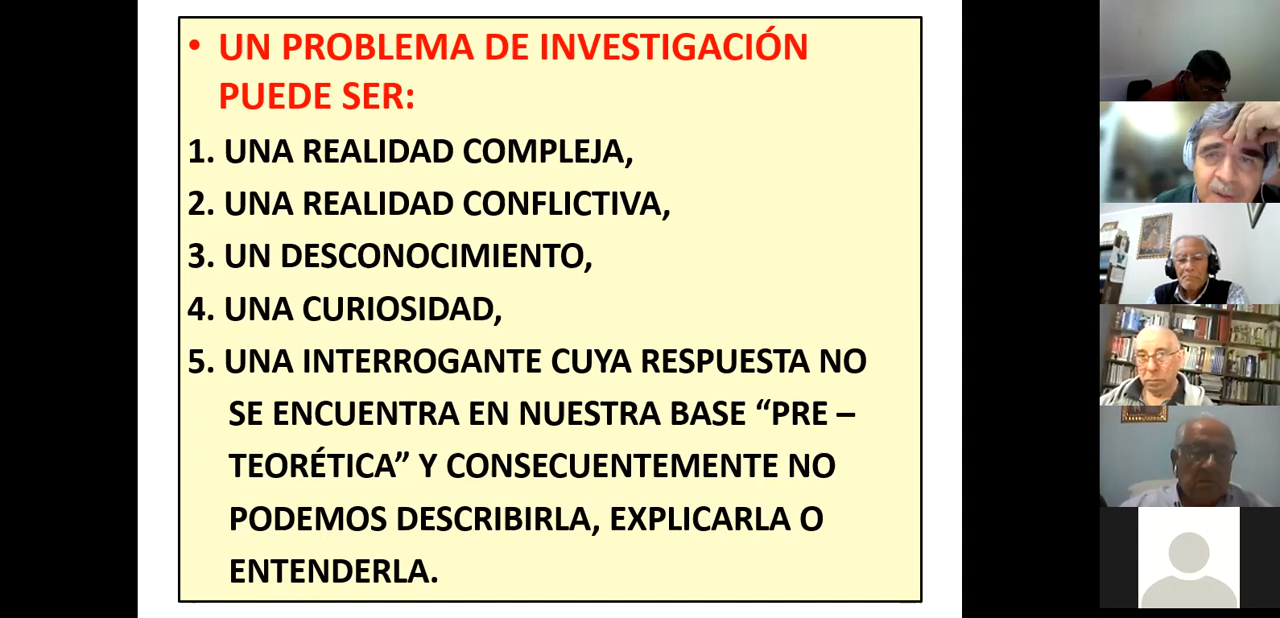 • UN PROBLEMA DE INVESTIGACIÓN
PUEDE SER:
1. UNA REALIDAD COMPLEJA,
2. UNA REALIDAD CONFLICTIVA,
3. UN DESCONOCIMIENTO,
4. UNA CURIOSIDAD,
5. UNA INTERROGANTE CUYA RESPUESTA NO
SE ENCUENTRA EN NUESTRA BASE “PRE –
TEORÉTICA” Y CONSECUENTEMENTE NO
PODEMOS DESCRIBIRLA, EXPLICARLA O
ENTENDERLA.